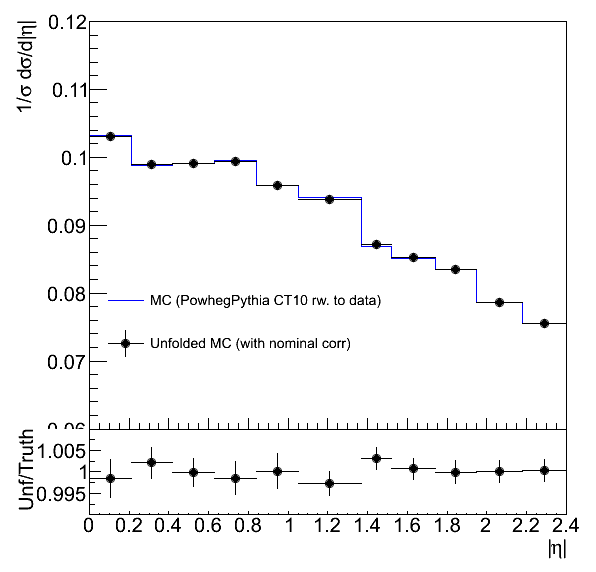 1/σ dσ/d|η|
0.12
0.11
0.1
0.09
0.08
0.07
0.06
MC (PowhegPythia CT10 rw. to data)
Unfolded MC (with nominal corr)
Unf/Truth
1.005
1
0.995
0 0.2 0.4 0.6 0.8 1 1.2 1.4 1.6 1.8 2 2.2 2.4
|η|